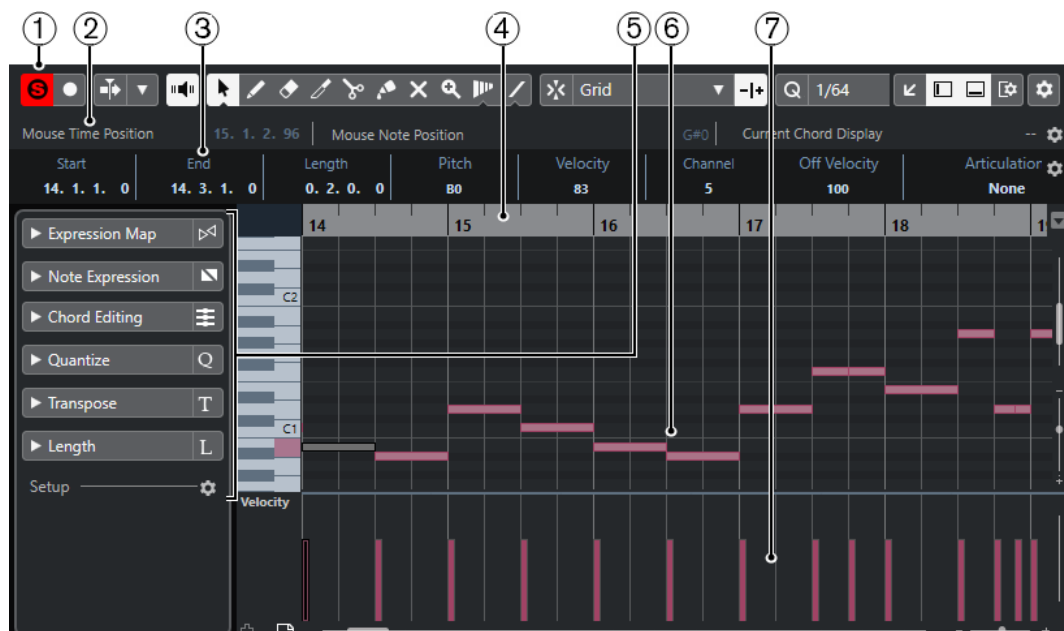 1 2 3 4 5 6 7
S Grid Q 1/64
Mouse Time Position 15. 1. 2. 96 Mouse Note Position G#0 Current Chord Display --
Start End Length Pitch Velocity Channel Off Velocity Articulation
14. 1. 1. 0 14. 3. 1. 0 0. 2. 0. 0 B0 83 5 100 None
14 15 16 17 18
Expression Map
Note Expression
C2
Chord Editing
Quantize Q
Transpose T
C1
Length L
Setup
Velocity